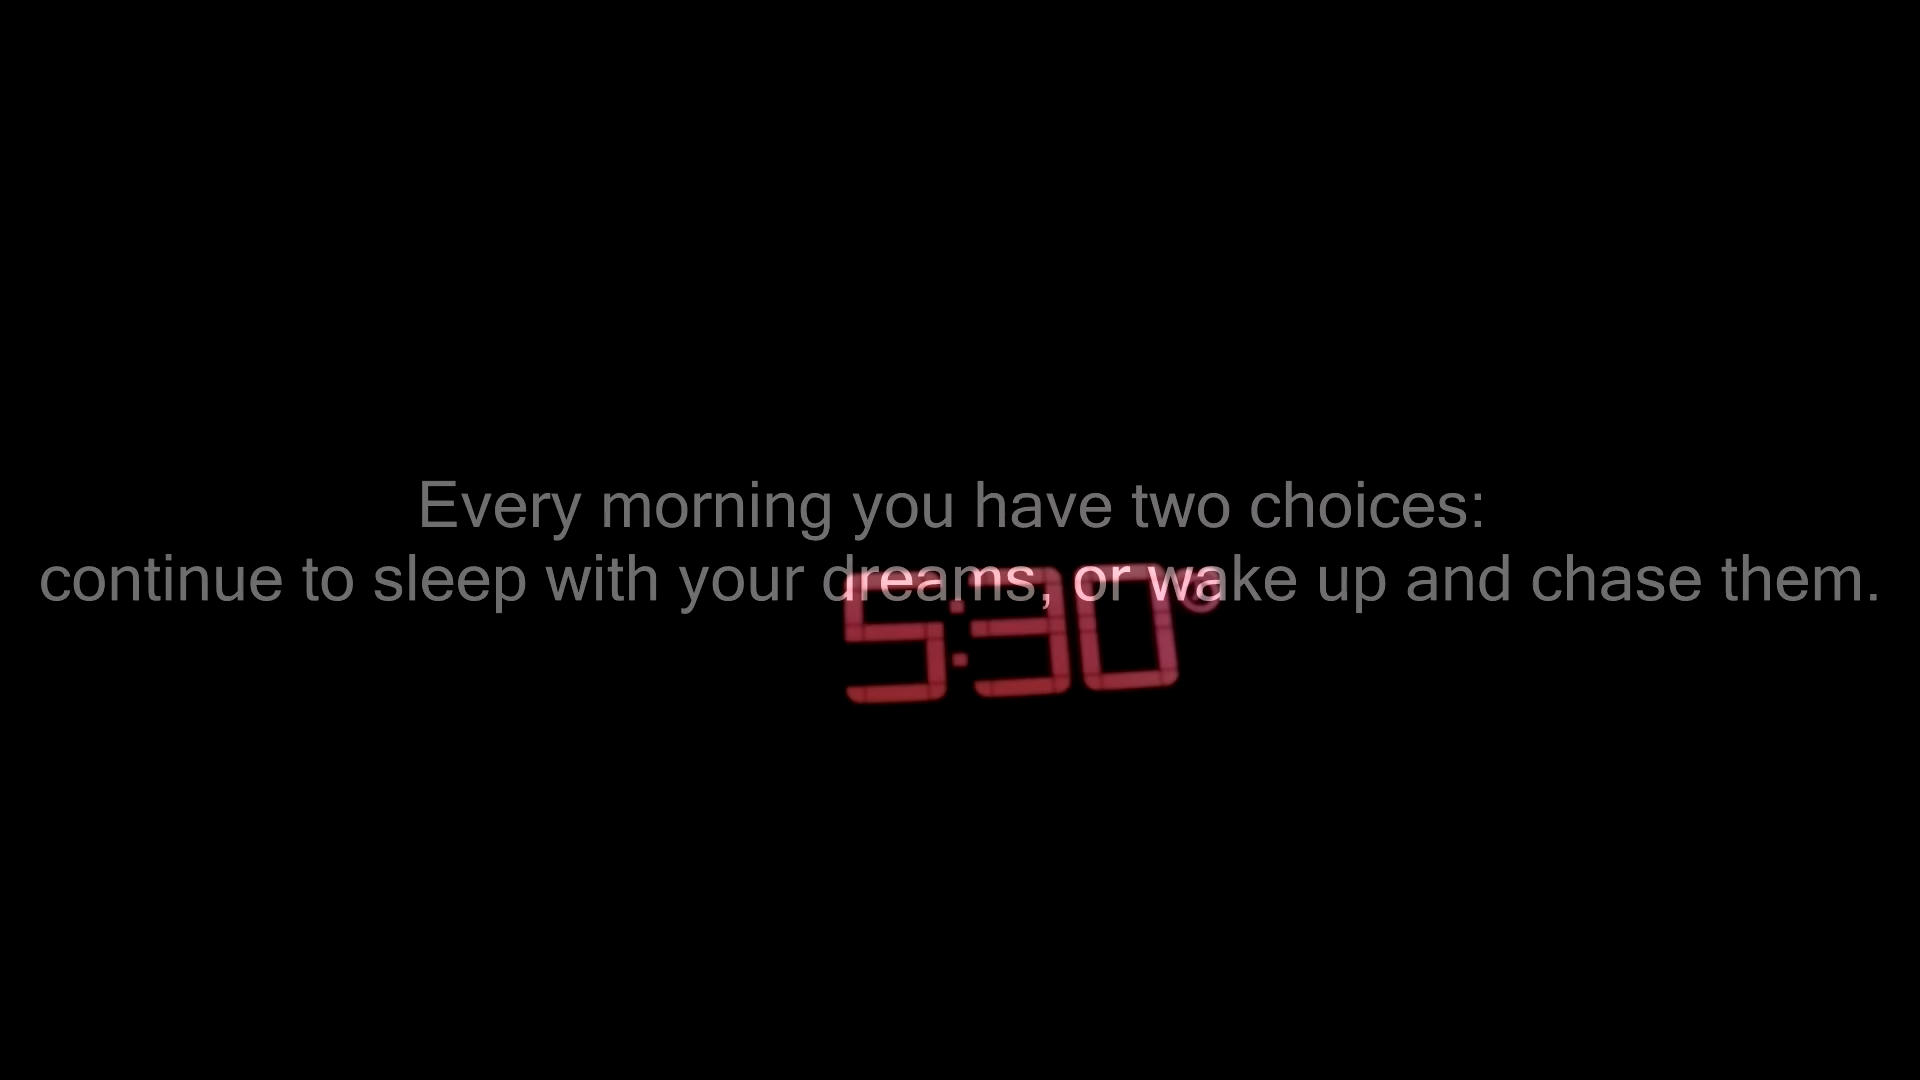 Every morning you have two choices:
continue to sleep with your dreams, or wake up and chase them.
5:30